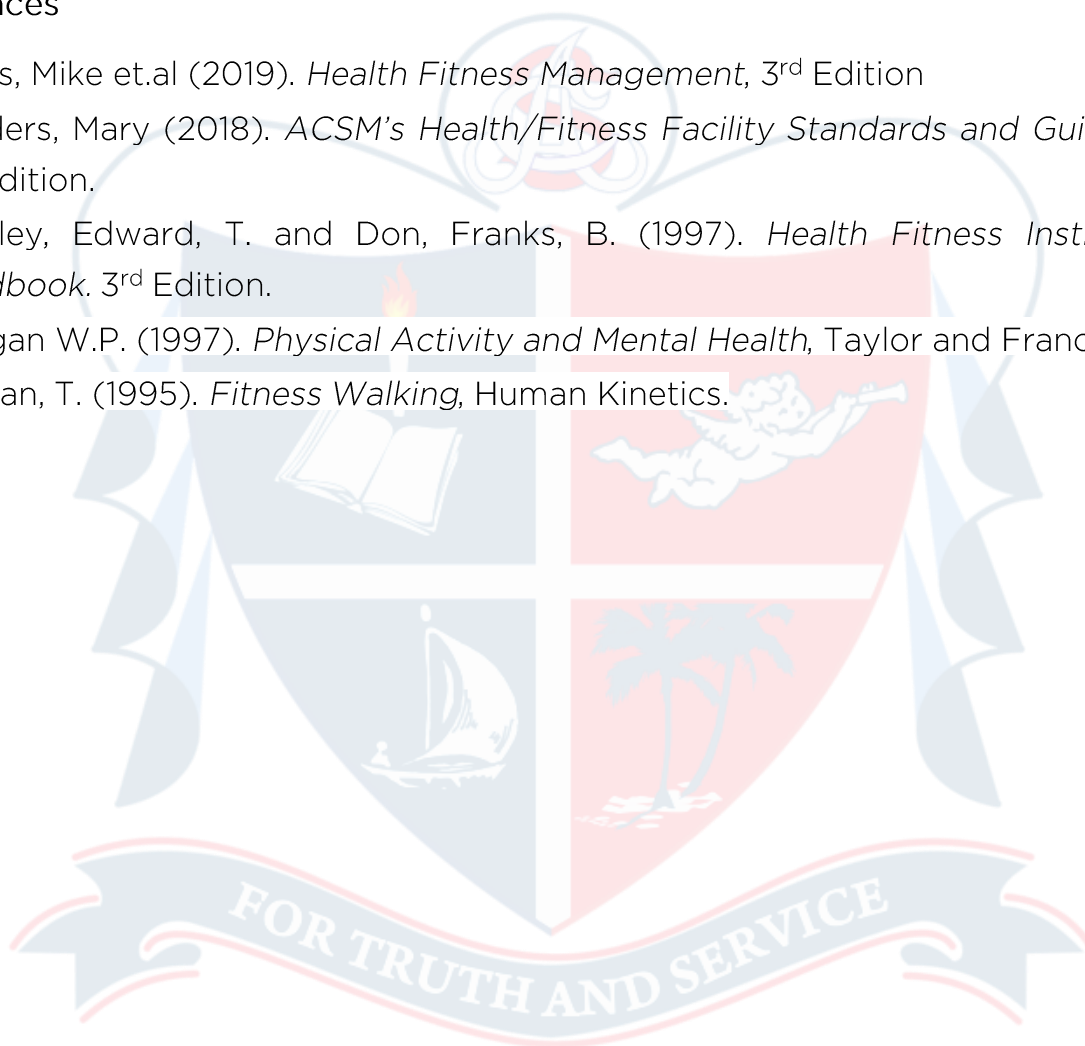 nces
s, Mike et.al (2019). Health Fitness Management, 3rd Edition
lers, Mary (2018). ACSM’s Health/Fitness Facility Standards and Gui
dition.
ley, Edward, T. and Don, Franks, B. (1997). Health Fitness Inst
dbook. 3rd Edition.
gan W.P. (1997). Physical Activity and Mental Health, Taylor and Franc
an, T. (1995). Fitness Walking, Human Kinetics.
FOR TRUTH AND SERVICE